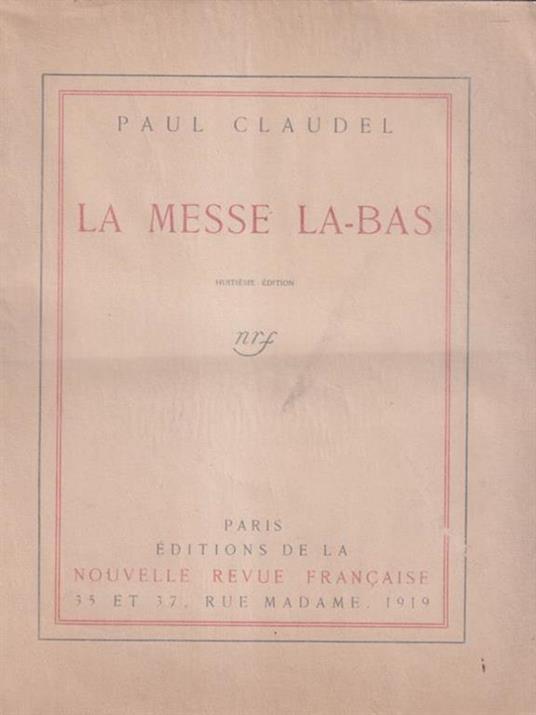 PAUL CLAUDEL
LA MESSE LA-BAS
HUITIÈME ÉDITION
nrf
PARIS
ÉDITIONS DE LA
NOUVELLE REVUE FRANÇAISE
35 ET 37, RUE MADAME. 1919